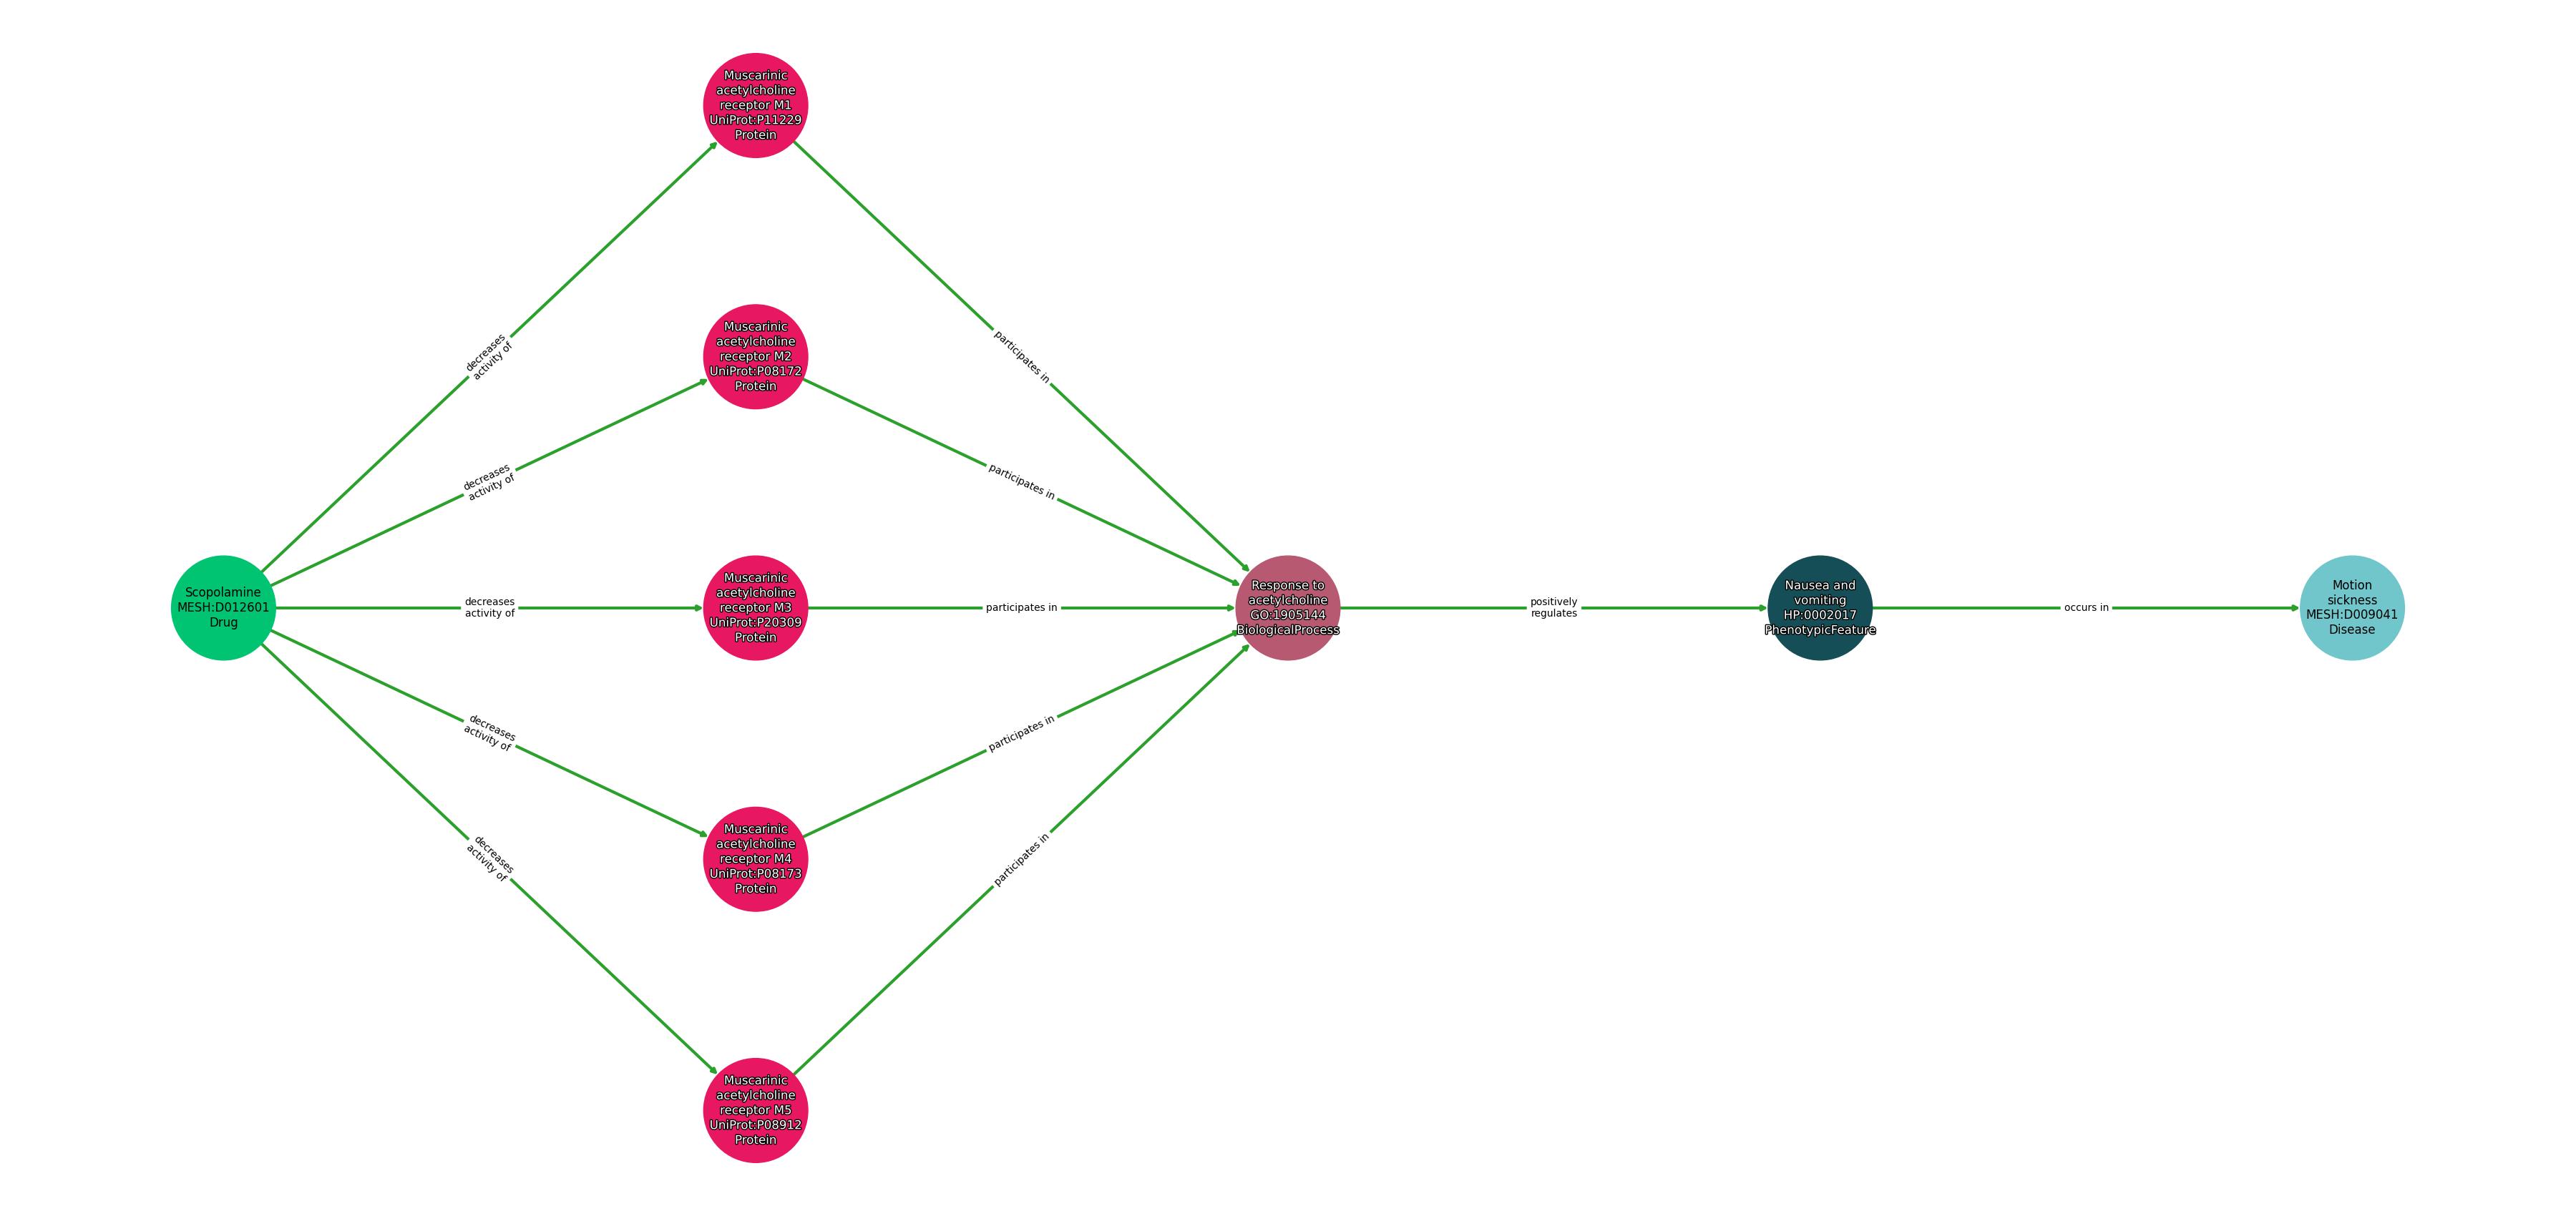 Muscarinic
acetylcholine
receptor M1
UniProt:P11229
Protein
decreases
activity of
participates in
Muscarinic
acetylcholine
receptor M2
UniProt:P08172
Protein
decreases
activity of
participates in
Scopolamine
MESH:D012601
Drug
decreases
activity of
Muscarinic
acetylcholine
receptor M3
UniProt:P20309
Protein
participates in
Response to
acetylcholine
GO:1905144
BiologicalProcess
positively
regulates
Nausea and
vomiting
HP:0002017
PhenotypicFeature
occurs in
Motion
sickness
MESH:D009041
Disease
decreases
activity of
participates in
Muscarinic
acetylcholine
receptor M4
UniProt:P08173
Protein
decreases
activity of
participates in
Muscarinic
acetylcholine
receptor M5
UniProt:P08912
Protein